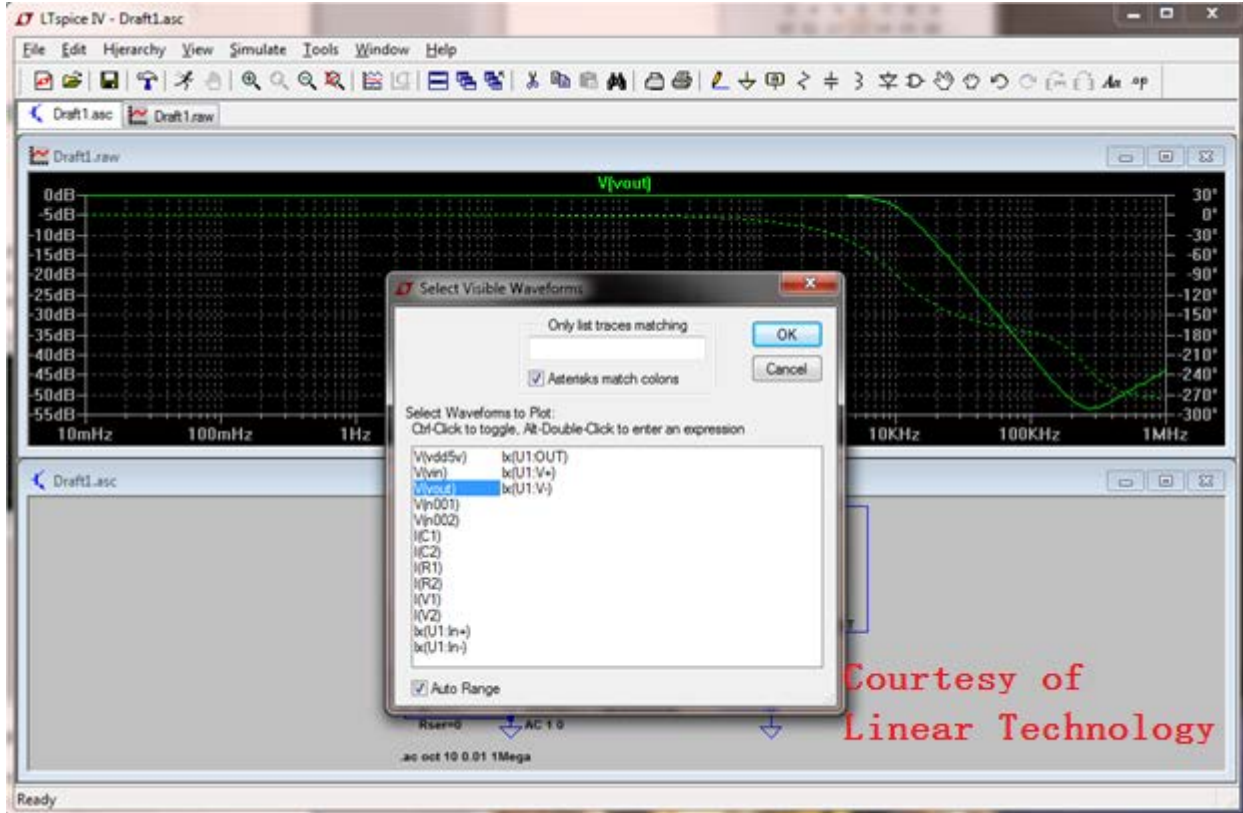 LTspice IV - Draft1.asc
File Edit Hierarchy View Simulate Tools Window Help
Aa .op
Draft1.asc Draft1.raw
Draft1.raw
V(vout)
0dB 30°
-5dB 0°
-10dB -30°
-15dB -60°
-20dB -90°
-25dB -120°
-30dB -150°
-35dB -180°
-40dB -210°
-45dB -240°
-50dB -270°
-55dB -300°
10mHz 100mHz 1Hz 10KHz 100KHz 1MHz
Select Visible Waveforms
Only list traces matching
OK
Asterisks match colons
Cancel
Select Waveforms to Plot:
Ctrl-Click to toggle, Alt-Double-Click to enter an expression
V(vdd5v) Ix(U1:OUT)
V(vin) Ix(U1:V+)
V(vout) Ix(U1:V-)
V(n001)
V(n002)
I(C1)
I(C2)
I(R1)
I(R2)
I(V1)
I(V2)
Ix(U1:In+)
Ix(U1:In-)
Auto Range
Draft1.asc
Rser=0 AC 1 0
.ac oct 10 0.01 1Mega
Courtesy of
Linear Technology
Ready